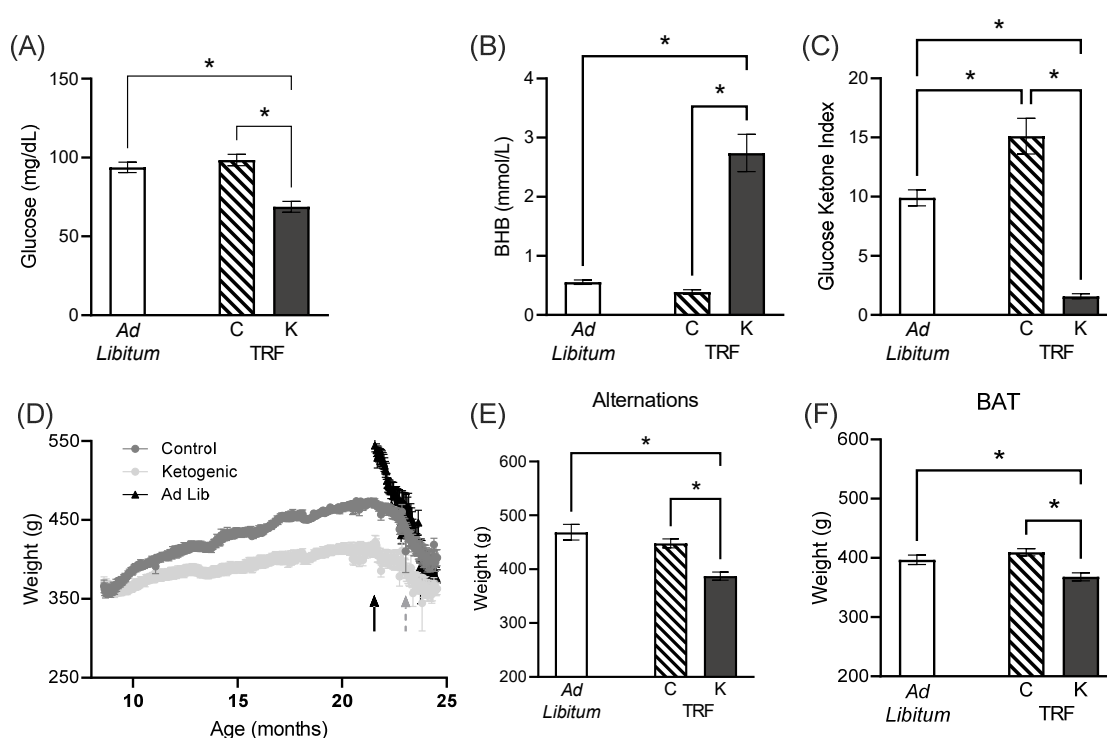 (A)
*
*
Glucose (mg/dL)
150
100
50
0
Ad
Libitum
C
K
TRF
(B)
*
*
BHB (mmol/L)
4
3
2
1
0
Ad
Libitum
C
K
TRF
(C)
*
*
*
Glucose Ketone Index
20
15
10
5
0
Ad
Libitum
C
K
TRF
(D)
Control
Ketogenic
Ad Lib
Weight (g)
550
450
350
250
10
15
20
25
Age (months)
(E)
Alternations
*
*
Weight (g)
600
500
400
300
200
Ad
Libitum
C
K
TRF
(F)
BAT
*
*
Weight (g)
600
500
400
300
200
Ad
Libitum
C
K
TRF